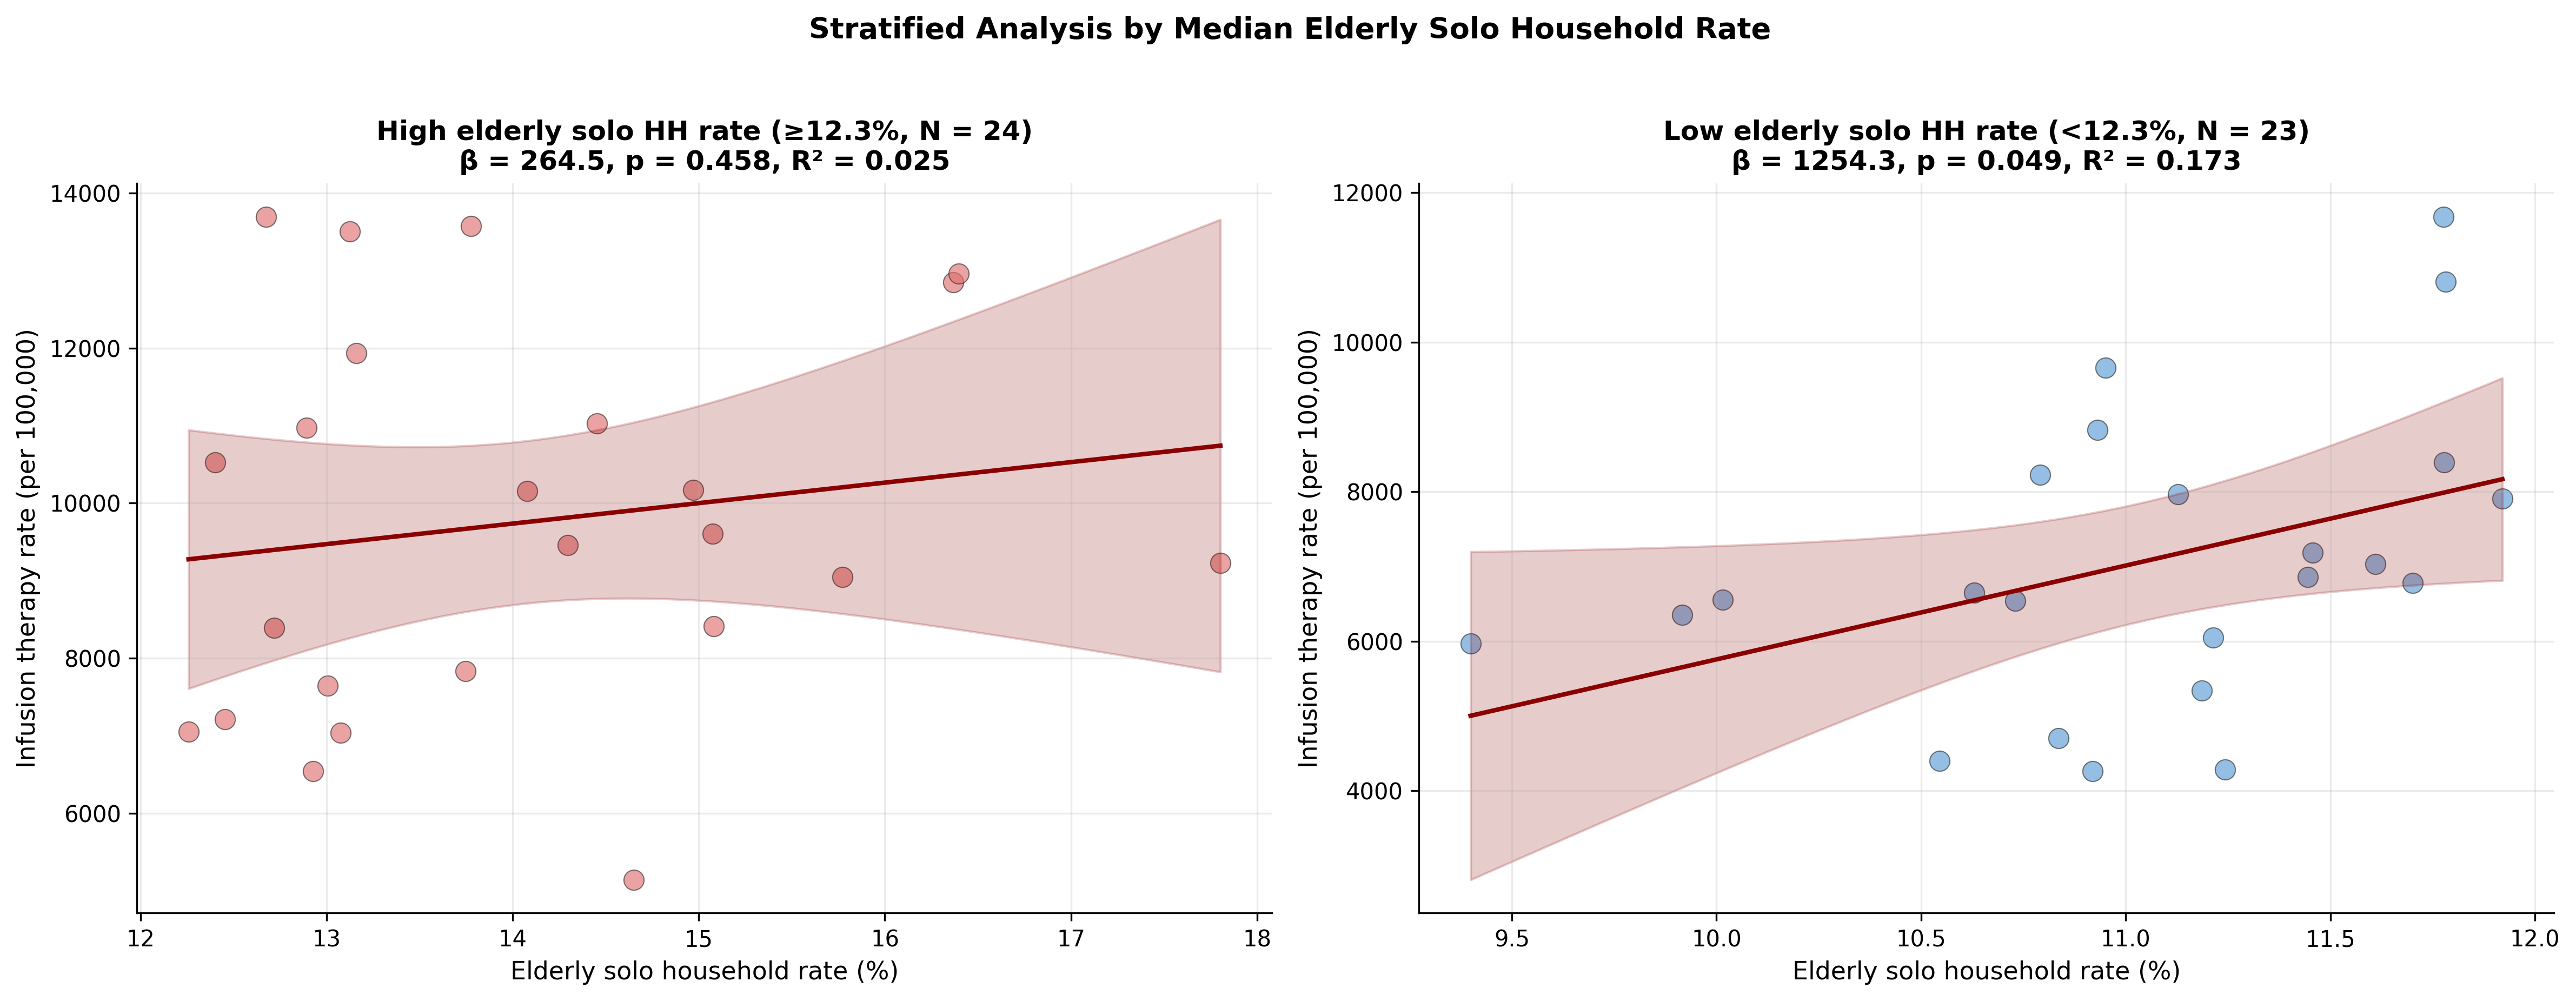 Stratified Analysis by Median Elderly Solo Household Rate
High elderly solo HH rate (≥12.3%, N = 24)
β = 264.5, p = 0.458, R² = 0.025
14000
12000
10000
8000
6000
Infusion therapy rate (per 100,000)
12
13
14
15
16
17
18
Elderly solo household rate (%)
Low elderly solo HH rate (<12.3%, N = 23)
β = 1254.3, p = 0.049, R² = 0.173
12000
10000
8000
6000
4000
Infusion therapy rate (per 100,000)
9.5
10.0
10.5
11.0
11.5
12.0
Elderly solo household rate (%)